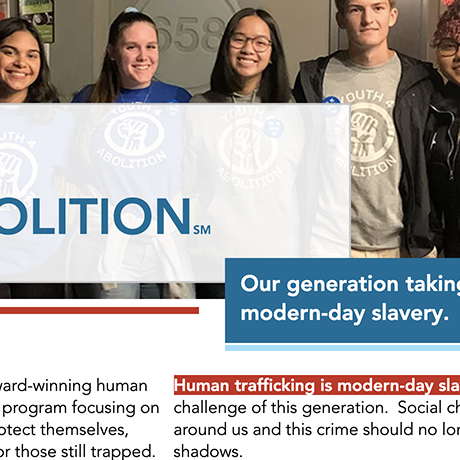 658
YOUTH 4
ABOLITION
YOUTH 4
ABOLITION
YOUTH 4
ABOLITION
OLITION SM
Our generation taking
modern-day slavery.
ward-winning human
program focusing on
otect themselves,
or those still trapped.
Human trafficking is modern-day sla
challenge of this generation. Social ch
around us and this crime should no lon
shadows.